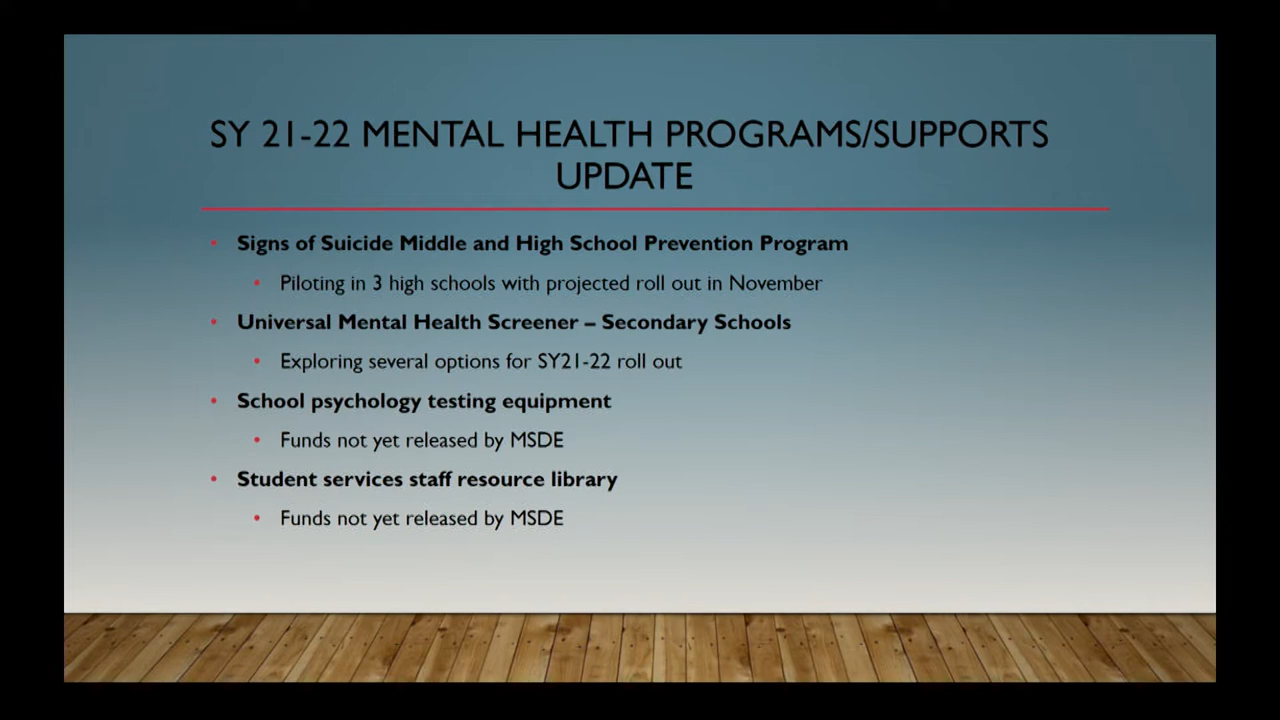 SY 21-22 MENTAL HEALTH PROGRAMS/SUPPORTS
UPDATE
• Signs of Suicide Middle and High School Prevention Program
• Piloting in 3 high schools with projected roll out in November
• Universal Mental Health Screener – Secondary Schools
• Exploring several options for SY21-22 roll out
• School psychology testing equipment
• Funds not yet released by MSDE
• Student services staff resource library
• Funds not yet released by MSDE